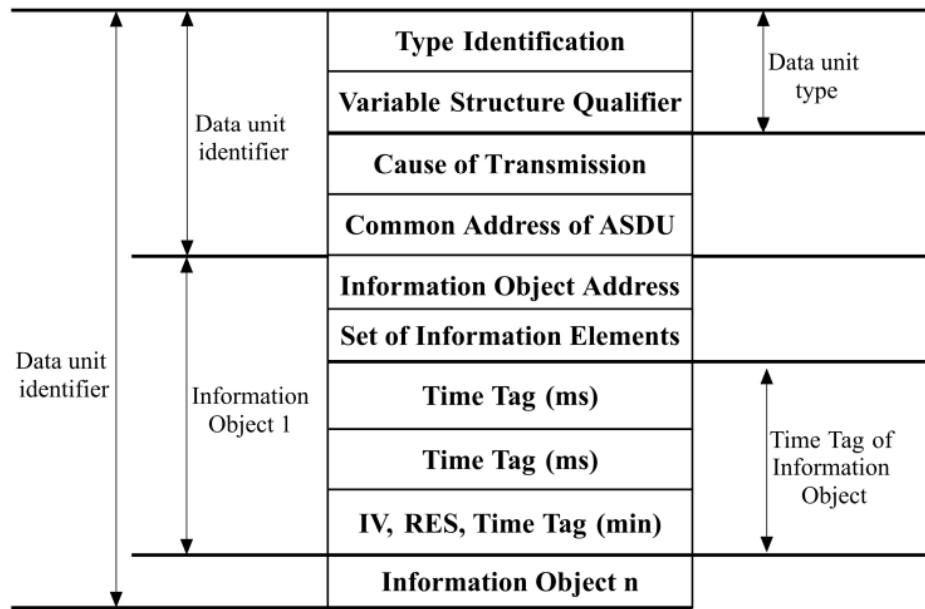 Type Identification
Variable Structure Qualifier
Data unit
type
Data unit
identifier
Cause of Transmission
Common Address of ASDU
Information Object Address
Set of Information Elements
Data unit
identifier
Information
Object 1
Time Tag (ms)
Time Tag (ms)
IV, RES, Time Tag (min)
Time Tag of
Information
Object
Information Object n